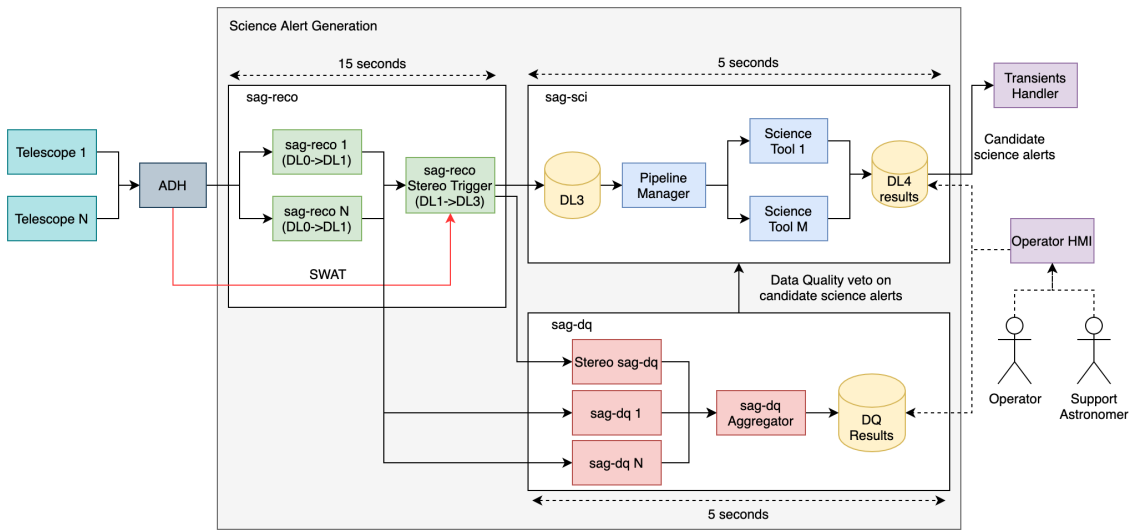 Science Alert Generation
15 seconds
5 seconds
sag-reco
sag-sci
Transients
Handler
Telescope 1
Telescope N
ADH
sag-reco 1
(DL0->DL1)
sag-reco N
(DL0->DL1)
sag-reco
Stereo Trigger
(DL1->DL3)
SWAT
DL3
Pipeline
Manager
Science
Tool 1
Science
Tool M
DL4
results
Candidate
science alerts
Operator HMI
Data Quality veto on
candidate science alerts
sag-dq
Stereo sag-dq
sag-dq 1
sag-dq N
sag-dq
Aggregator
DQ
Results
Operator
Support
Astronomer
5 seconds